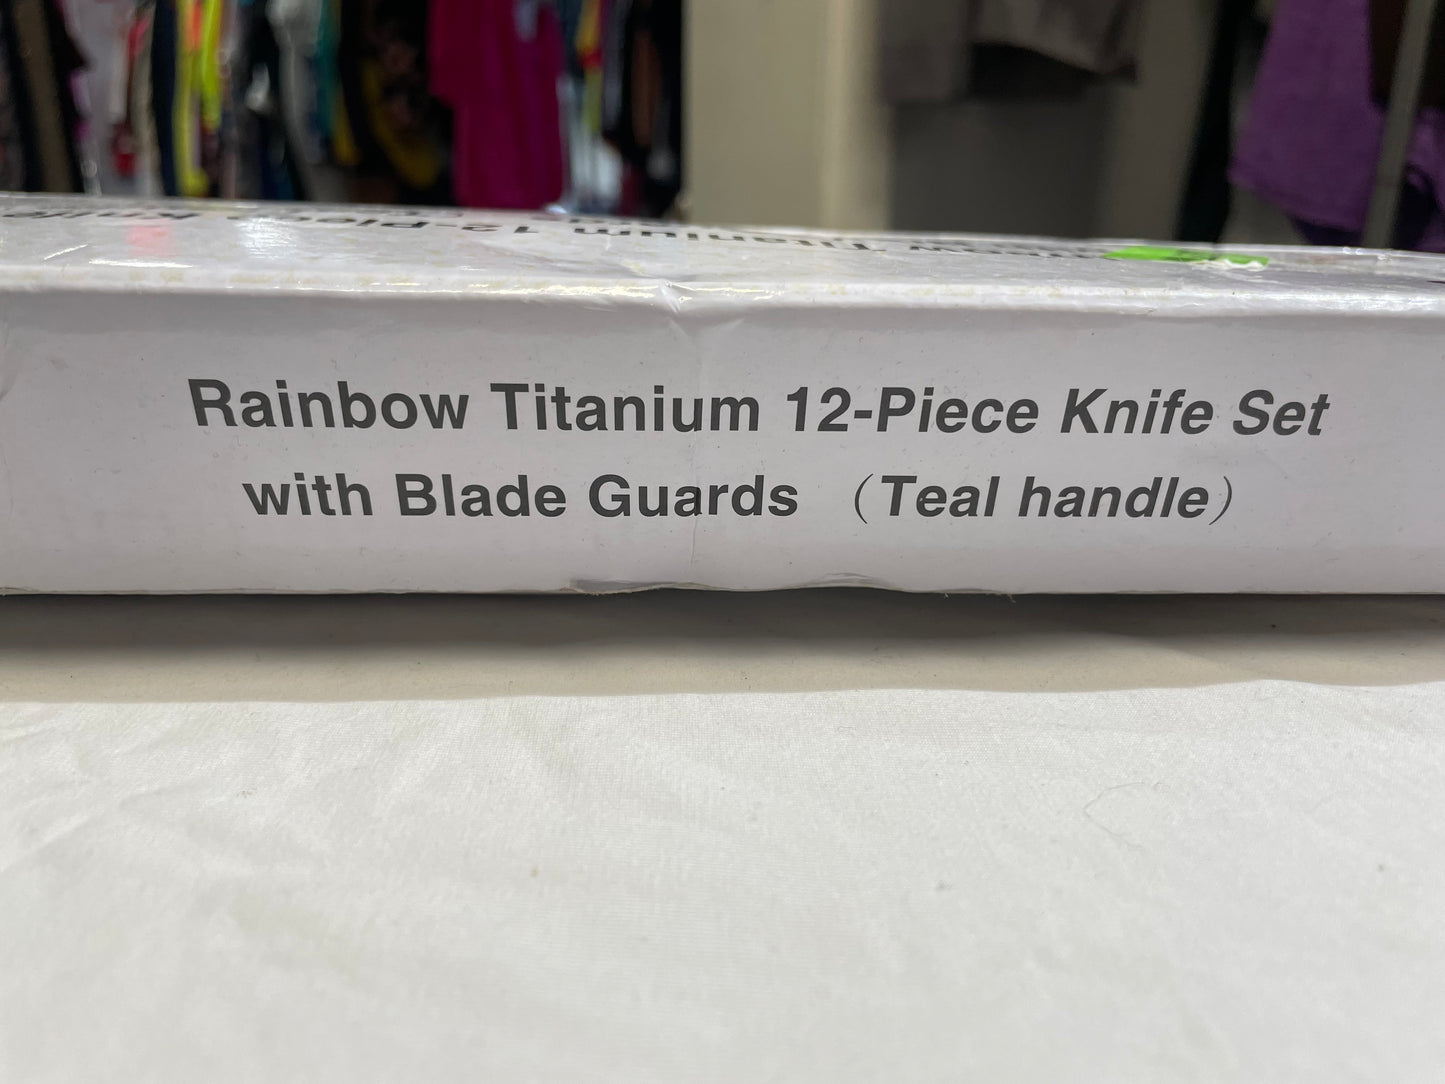 Rainbow Titanium 12-Piece Knife Set
with Blade Guards （Teal handle）